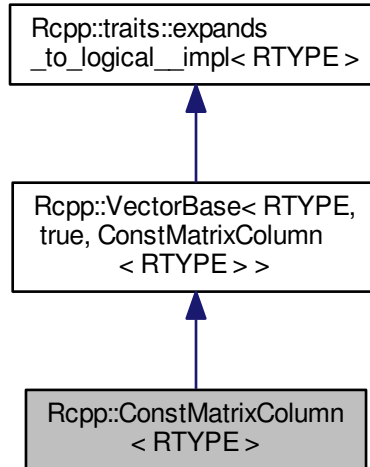 Rcpp::traits::expands
_to_logical__impl< RTYPE >
Rcpp::VectorBase< RTYPE,
true, ConstMatrixColumn
< RTYPE > >
Rcpp::ConstMatrixColumn
< RTYPE >